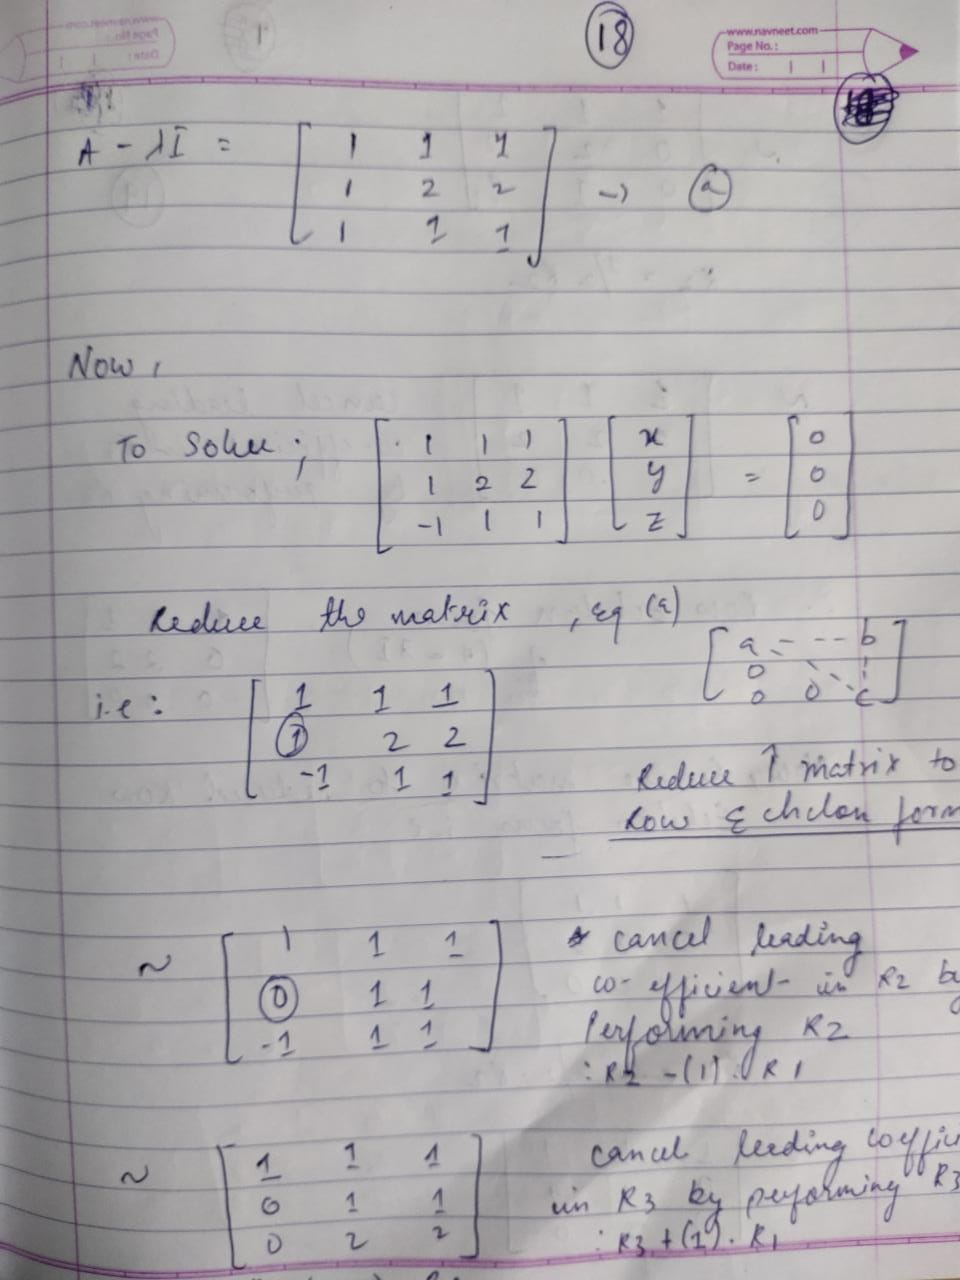 18
www.navneet.com
Page No.:
Date:
A - λI = [ 1 1 1
1 2 2
1 1 1 ] → (a)
Now,
To Solve; [ 1 1 1 [ x [ 0
1 2 2 y = 0
-1 1 1 ] z ] 0 ]
Reduce the matrix, eq (a)
[ a - - - b
0
0 0 c ]
i.e: [ 1 1 1
1 2 2
-1 1 1 ]
Reduce ↑ matrix to
Row Echelon form
~ [ 1 1 1
0 1 1
-1 1 1 ]
* cancel leading
co-efficient in R2 by
Performing R2
: R2 -(1). R1
~ [ 1 1 1
0 1 1
0 2 2 ]
cancel leading coeffici
in R3 by performing R3
: R3 + (1). R1